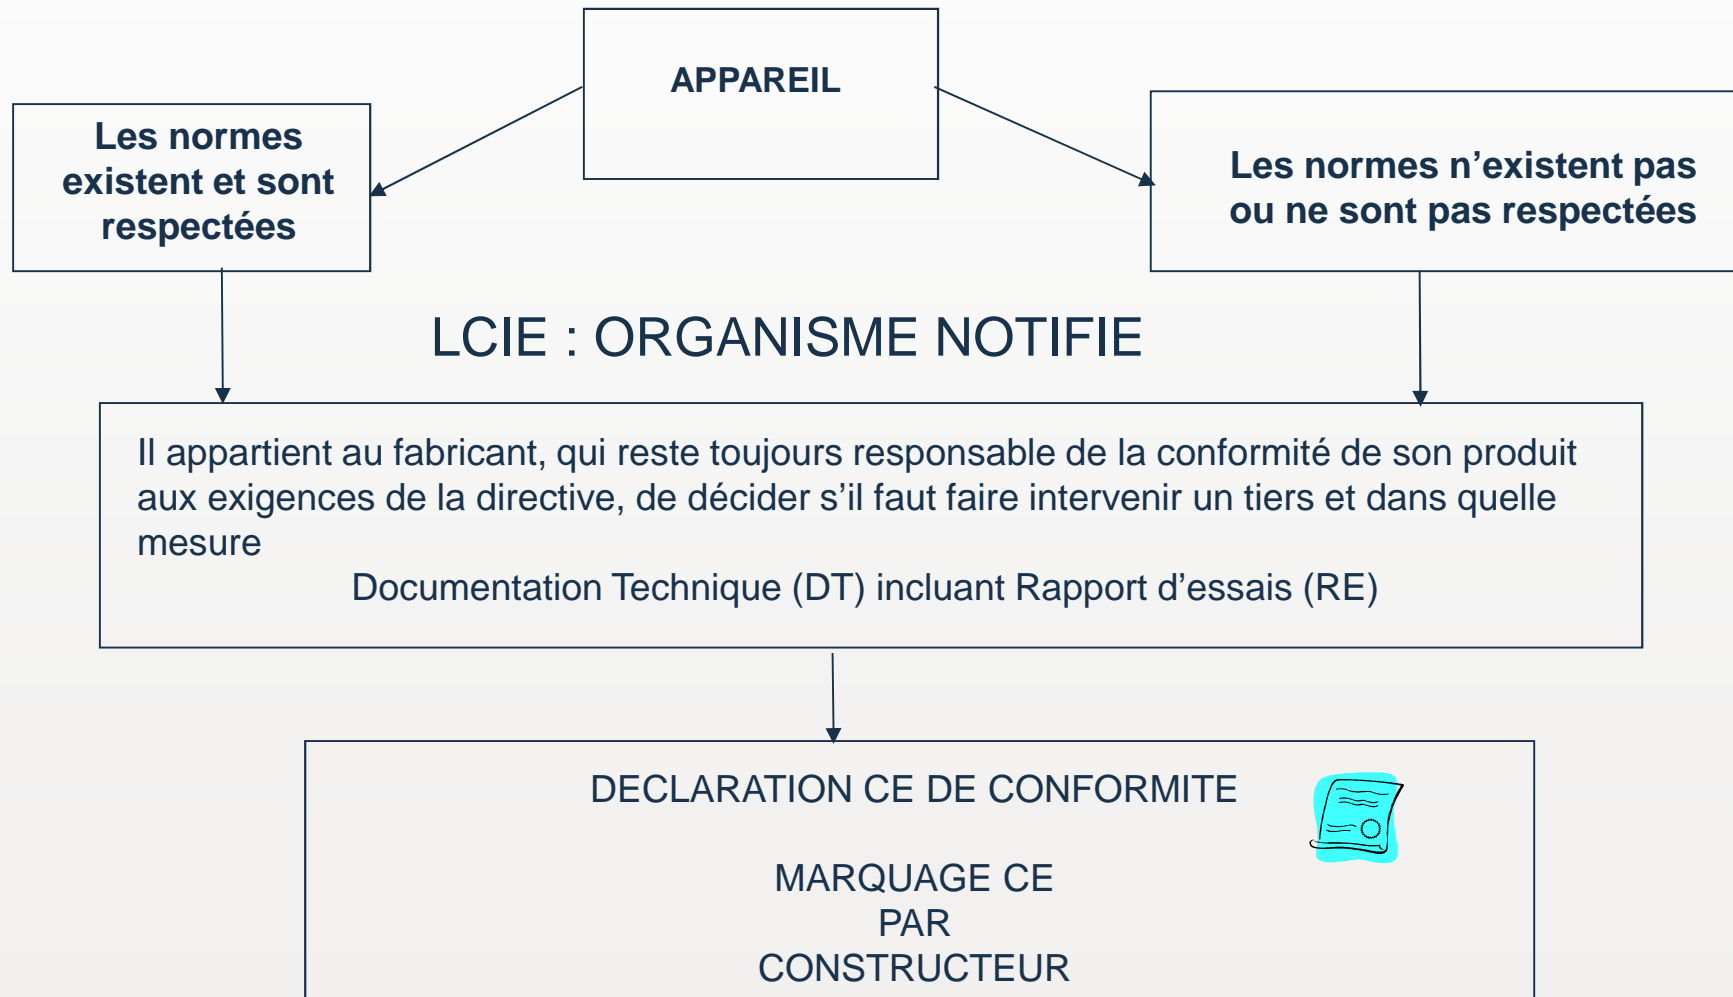 APPAREIL
Les normes
existent et sont
respectées
Les normes n’existent pas
ou ne sont pas respectées
LCIE : ORGANISME NOTIFIE
Il appartient au fabricant, qui reste toujours responsable de la conformité de son produit
aux exigences de la directive, de décider s’il faut faire intervenir un tiers et dans quelle
mesure
Documentation Technique (DT) incluant Rapport d’essais (RE)
DECLARATION CE DE CONFORMITE
MARQUAGE CE
PAR
CONSTRUCTEUR